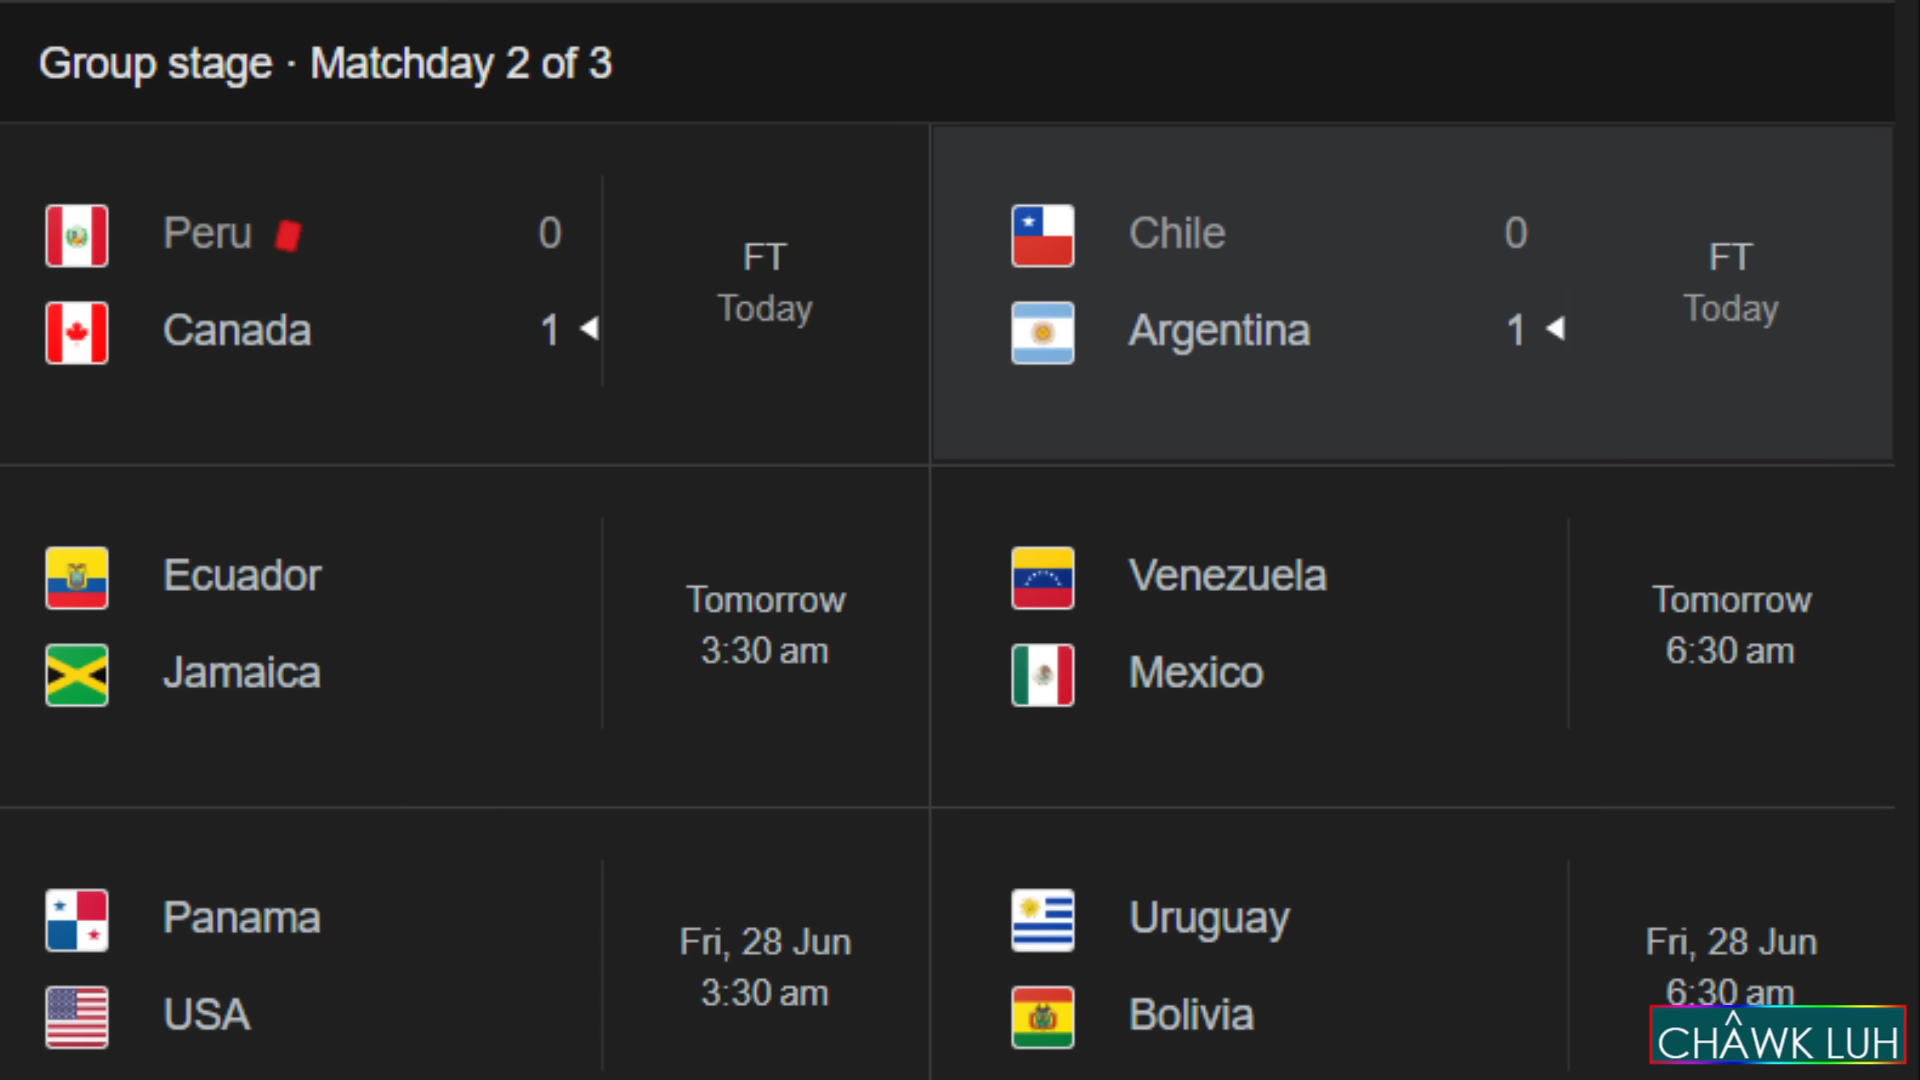 Group stage · Matchday 2 of 3
Peru 0
Canada 1
FT
Today
Chile 0
Argentina 1
FT
Today
Ecuador
Jamaica
Tomorrow
3:30 am
Venezuela
Mexico
Tomorrow
6:30 am
Panama
USA
Fri, 28 Jun
3:30 am
Uruguay
Bolivia
Fri, 28 Jun
6:30 am
CHÂWK LUH